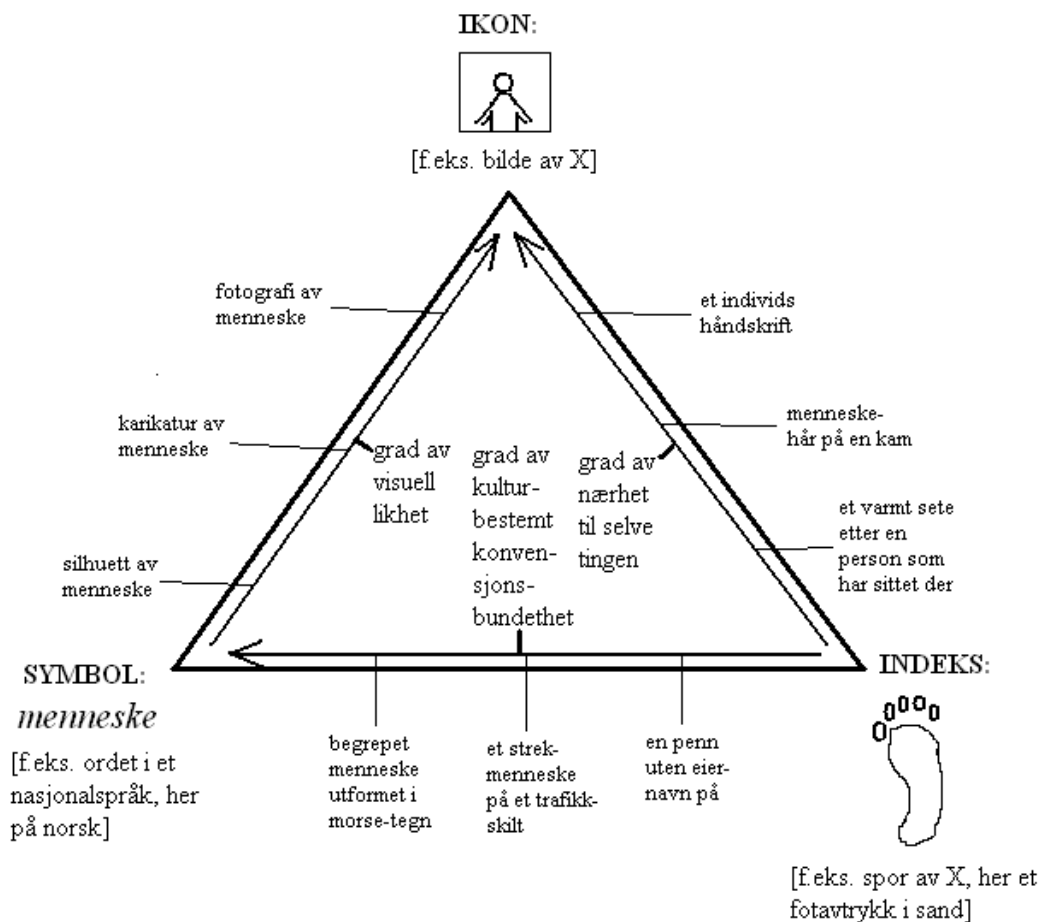 IKON:
[f.eks. bilde av X]
fotografi av
menneske
et individs
håndskrift
karikatur av
menneske
menneske-
hår på en kam
grad av
visuell
likhet
grad av
kultur-
bestemt
konven-
sjons-
bundethet
grad av
nærhet
til selve
tingen
silhuett av
menneske
et varmt sete
etter en
person som
har sittet der
SYMBOL:
menneske
[f.eks. ordet i et
nasjonalspråk, her
på norsk]
begrepet
menneske
utformet i
morse-tegn
et strek-
menneske
på et trafikk-
skilt
en penn
uten eier-
navn på
INDEKS:
[f.eks. spor av X, her et
fotavtrykk i sand]